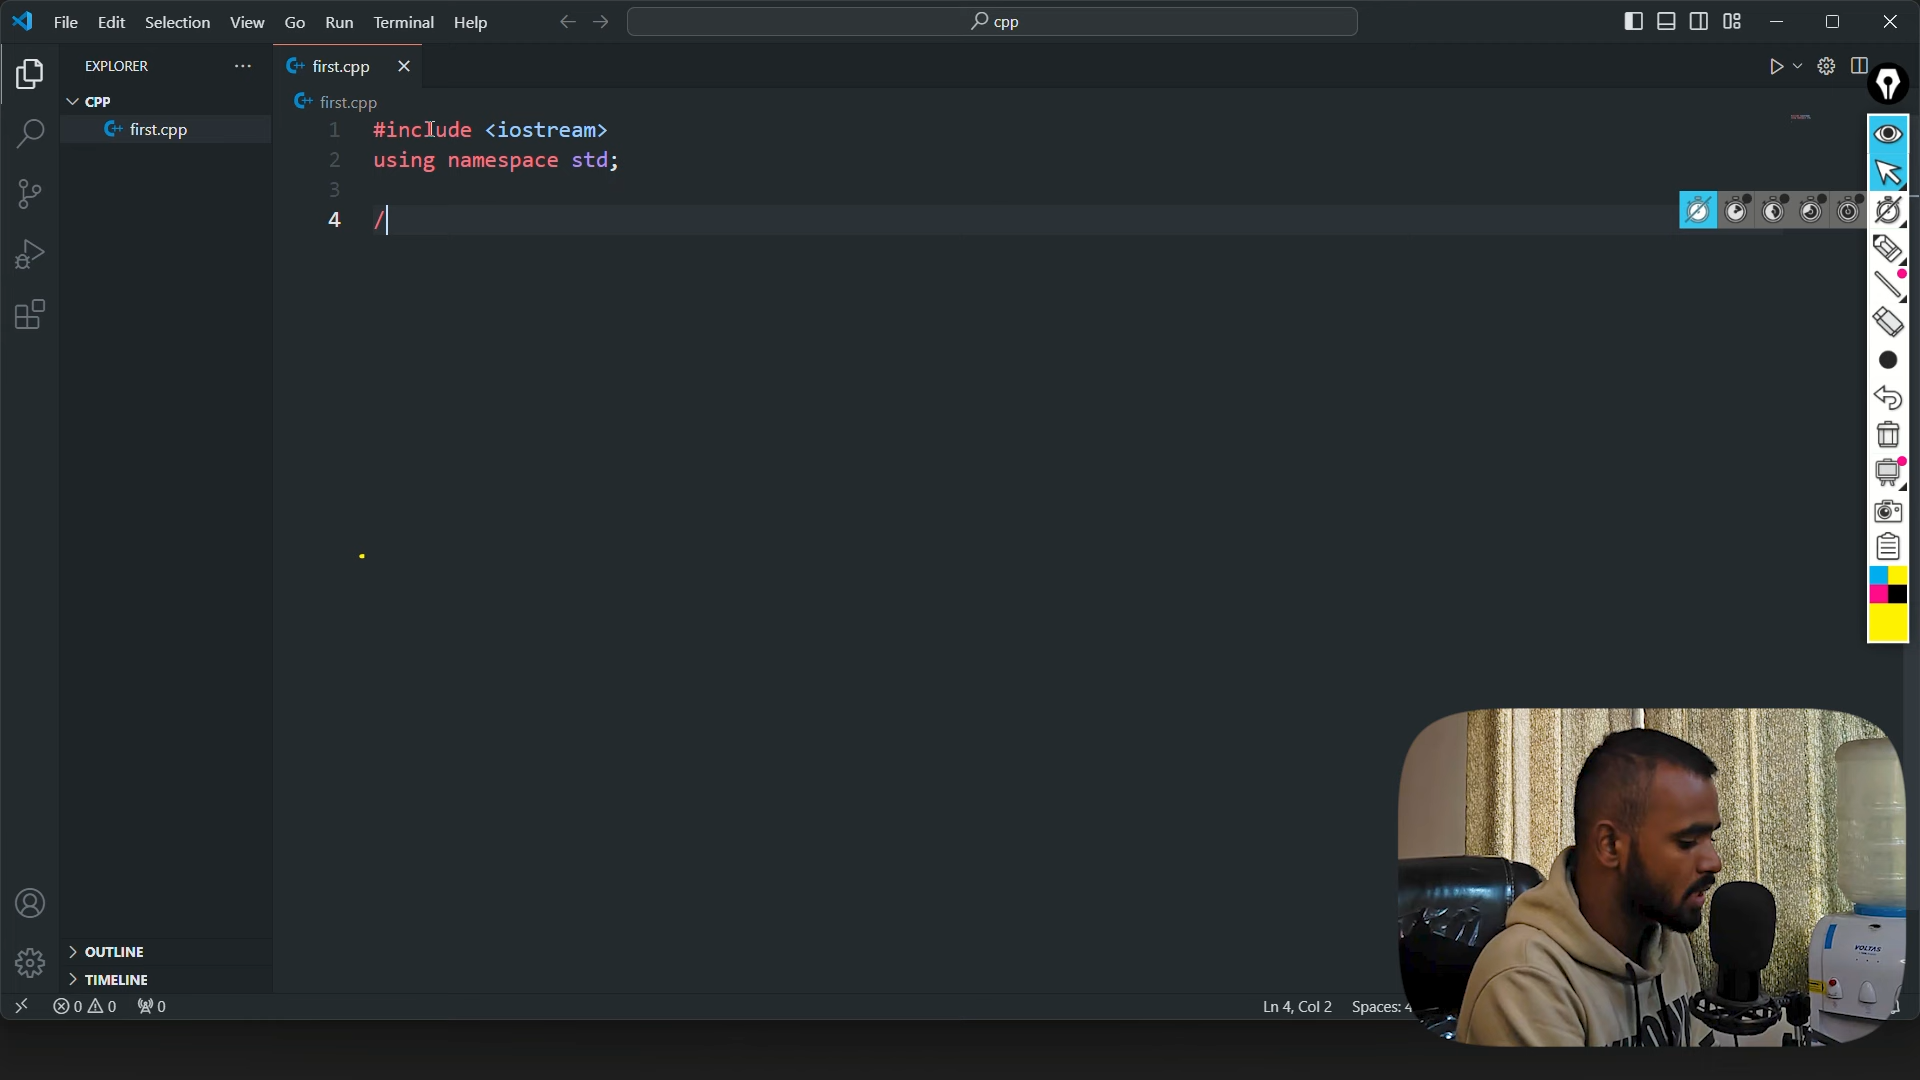 File Edit Selection View Go Run Terminal Help
cpp
EXPLORER
CPP
first.cpp
first.cpp
first.cpp
1 #include <iostream>
2 using namespace std;
3
4 /
OUTLINE
TIMELINE
0 0 0
Ln 4, Col 2 Spaces: 4
VOLTAS